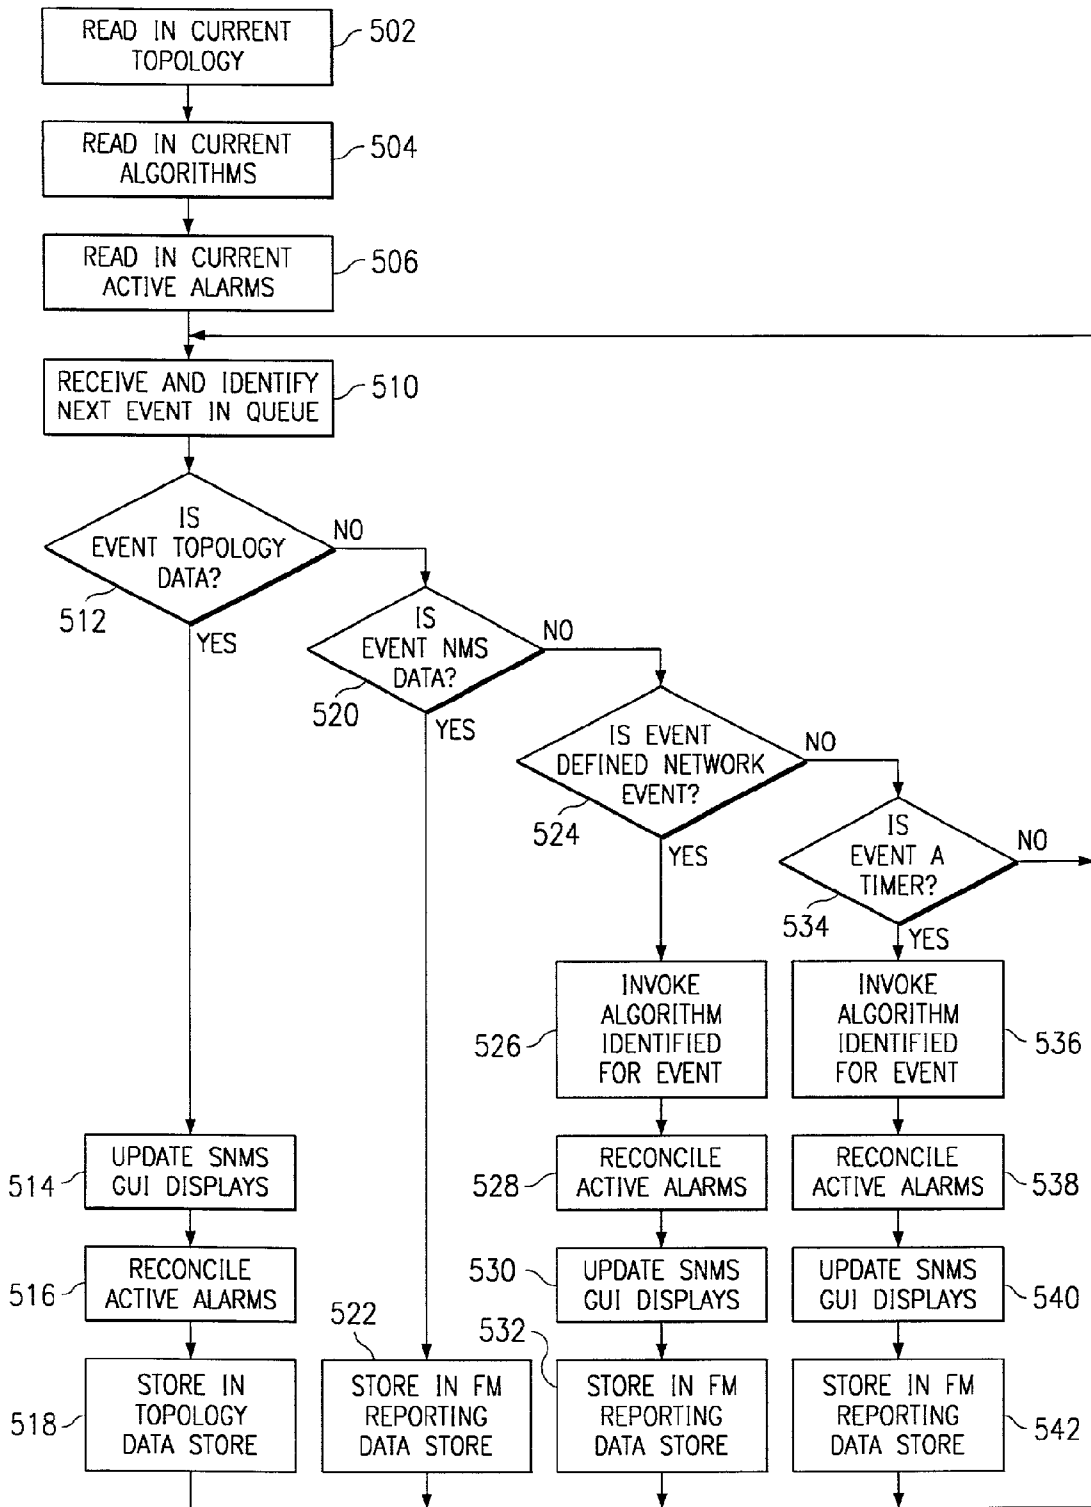 READ IN CURRENT
TOPOLOGY
502
READ IN CURRENT
ALGORITHMS
504
READ IN CURRENT
ACTIVE ALARMS
506
RECEIVE AND IDENTIFY
NEXT EVENT IN QUEUE
510
IS
EVENT TOPOLOGY
DATA?
512
NO
YES
IS
EVENT NMS
DATA?
520
NO
YES
IS EVENT
DEFINED NETWORK
EVENT?
524
NO
YES
IS
EVENT A
TIMER?
534
NO
YES
INVOKE
ALGORITHM
IDENTIFIED
FOR EVENT
526
INVOKE
ALGORITHM
IDENTIFIED
FOR EVENT
536
UPDATE SNMS
GUI DISPLAYS
514
RECONCILE
ACTIVE ALARMS
528
RECONCILE
ACTIVE ALARMS
538
RECONCILE
ACTIVE ALARMS
516
UPDATE SNMS
GUI DISPLAYS
530
UPDATE SNMS
GUI DISPLAYS
540
STORE IN
TOPOLOGY
DATA STORE
518
STORE IN FM
REPORTING
DATA STORE
522
STORE IN FM
REPORTING
DATA STORE
532
STORE IN FM
REPORTING
DATA STORE
542